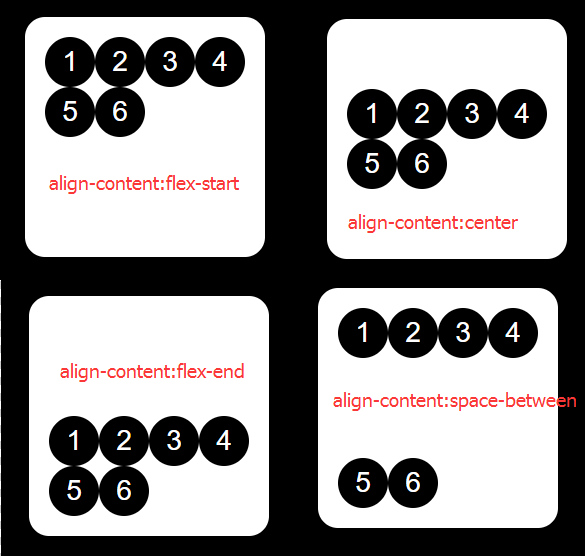 1 2 3 4
5 6
align-content:flex-start
1 2 3 4
5 6
align-content:center
align-content:flex-end
1 2 3 4
5 6
1 2 3 4
align-content:space-between
5 6